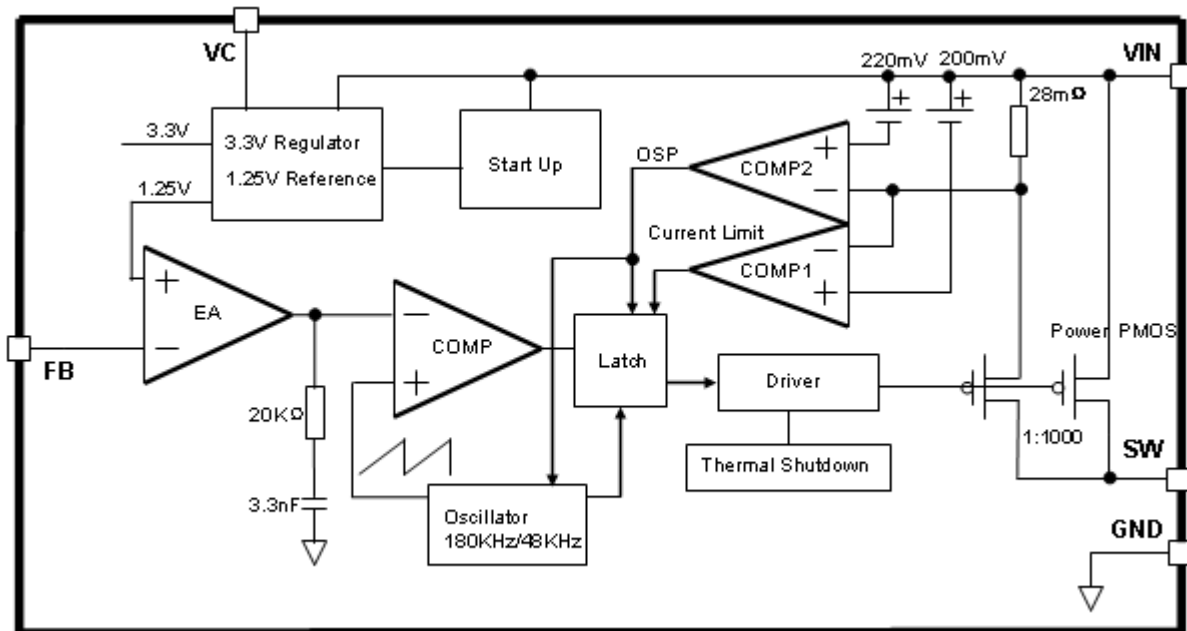 VC
VIN
220mV
200mV
28mΩ
3.3V
3.3V Regulator
1.25V Reference
1.25V
Start Up
OSP
COMP2
+
−
+
+
Current Limit
COMP1
−
+
EA
+
−
FB
COMP
−
+
Latch
Driver
Power PMOS
1:1000
SW
20KΩ
3.3nF
Thermal Shutdown
Oscillator
180KHz/48KHz
GND